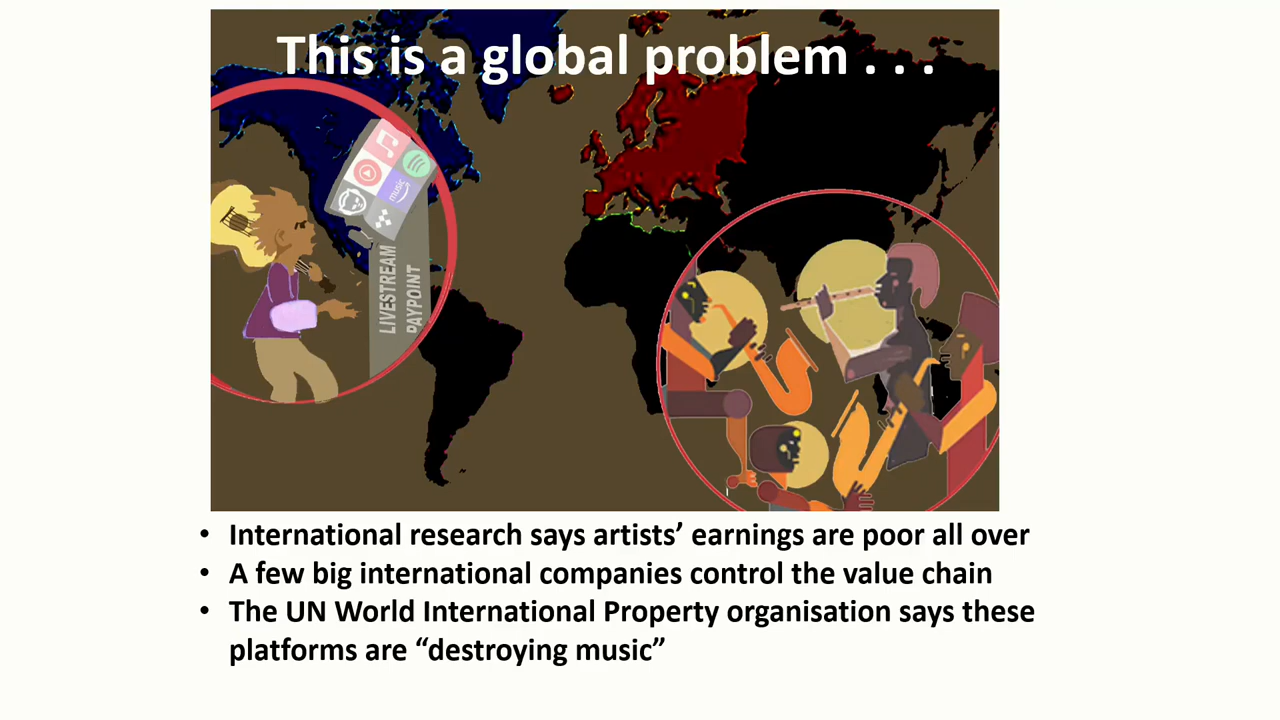 This is a global problem . . .
music
LIVESTREAM
PAYPOINT
• International research says artists’ earnings are poor all over
• A few big international companies control the value chain
• The UN World International Property organisation says these
platforms are “destroying music”